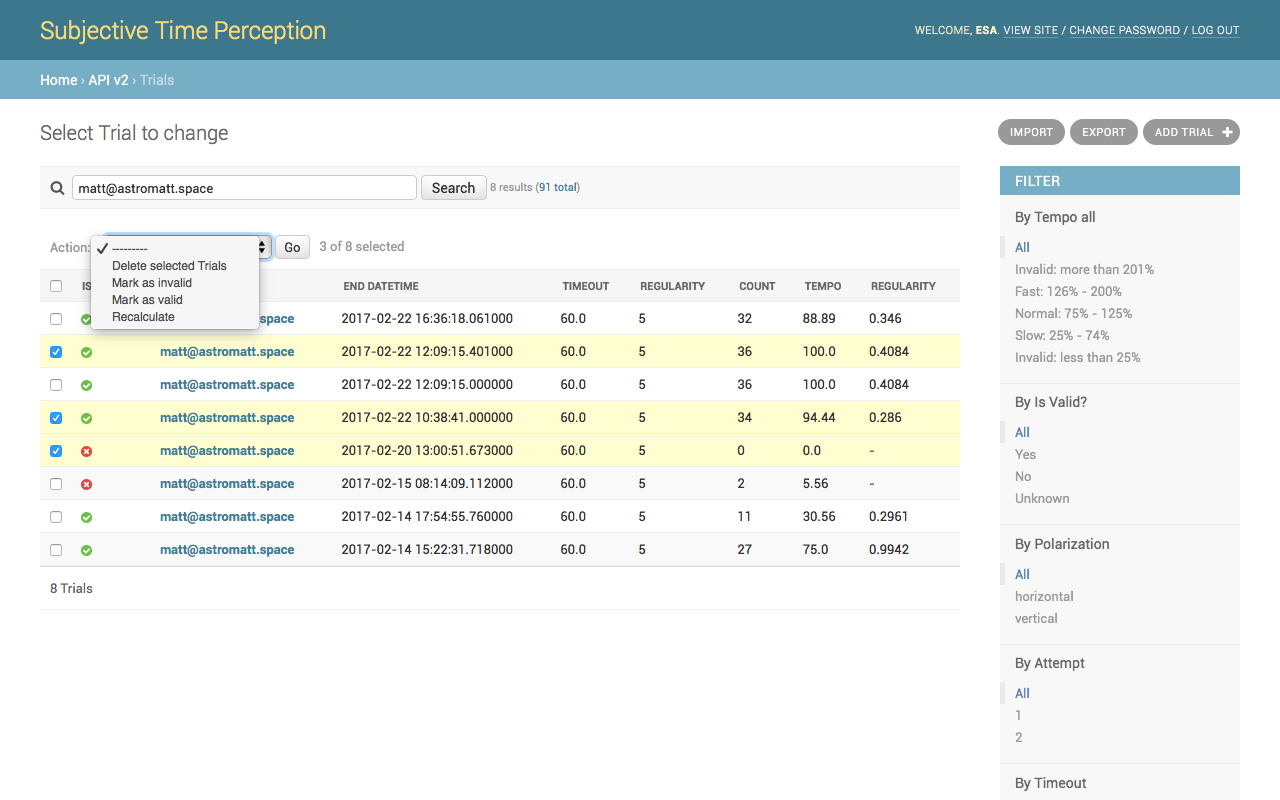 Subjective Time Perception
WELCOME, ESA. VIEW SITE / CHANGE PASSWORD / LOG OUT
Home › API v2 › Trials
Select Trial to change
IMPORT EXPORT ADD TRIAL +
matt@astromatt.space Search 8 results (91 total)
Action: --------- Go 3 of 8 selected
Delete selected Trials
Mark as invalid
Mark as valid
Recalculate
IS END DATETIME TIMEOUT REGULARITY COUNT TEMPO REGULARITY
space 2017-02-22 16:36:18.061000 60.0 5 32 88.89 0.346
matt@astromatt.space 2017-02-22 12:09:15.401000 60.0 5 36 100.0 0.4084
matt@astromatt.space 2017-02-22 12:09:15.000000 60.0 5 36 100.0 0.4084
matt@astromatt.space 2017-02-22 10:38:41.000000 60.0 5 34 94.44 0.286
matt@astromatt.space 2017-02-20 13:00:51.673000 60.0 5 0 0.0 -
matt@astromatt.space 2017-02-15 08:14:09.112000 60.0 5 2 5.56 -
matt@astromatt.space 2017-02-14 17:54:55.760000 60.0 5 11 30.56 0.2961
matt@astromatt.space 2017-02-14 15:22:31.718000 60.0 5 27 75.0 0.9942
8 Trials
FILTER
By Tempo all
All
Invalid: more than 201%
Fast: 126% - 200%
Normal: 75% - 125%
Slow: 25% - 74%
Invalid: less than 25%
By Is Valid?
All
Yes
No
Unknown
By Polarization
All
horizontal
vertical
By Attempt
All
1
2
By Timeout